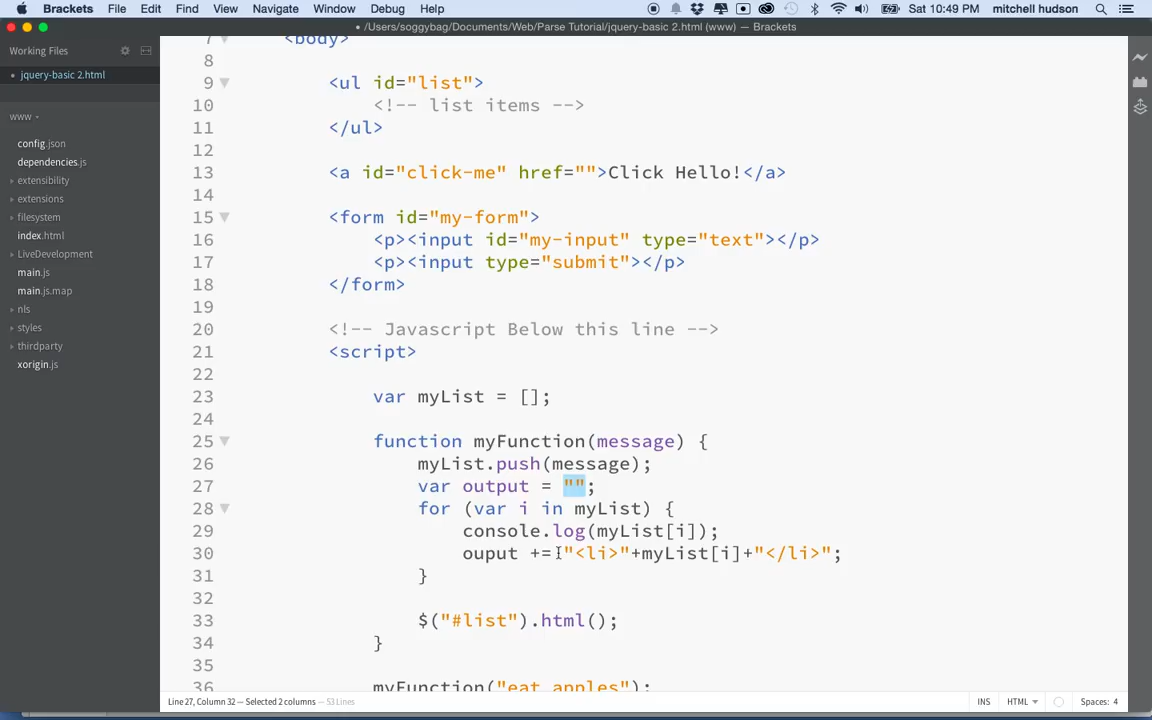 Brackets File Edit Find View Navigate Window Debug Help Sat 10:49 PM mitchell hudson
• /Users/soggybag/Documents/Web/Parse Tutorial/jquery-basic 2.html (www) — Brackets
Working Files
• jquery-basic 2.html
www
config.json
dependencies.js
extensibility
extensions
filesystem
index.html
LiveDevelopment
main.js
main.js.map
nls
styles
thirdparty
xorigin.js
7 <body>
8
9 <ul id="list">
10 <!-- list items -->
11 </ul>
12
13 <a id="click-me" href="">Click Hello!</a>
14
15 <form id="my-form">
16 <p><input id="my-input" type="text"></p>
17 <p><input type="submit"></p>
18 </form>
19
20 <!-- Javascript Below this line -->
21 <script>
22
23 var myList = [];
24
25 function myFunction(message) {
26 myList.push(message);
27 var output = "";
28 for (var i in myList) {
29 console.log(myList[i]);
30 ouput += "<li>"+myList[i]+"</li>";
31 }
32
33 $("#list").html();
34 }
35
36 myFunction("eat apples");
Line 27, Column 32 — Selected 2 columns — 53 Lines INS HTML Spaces: 4